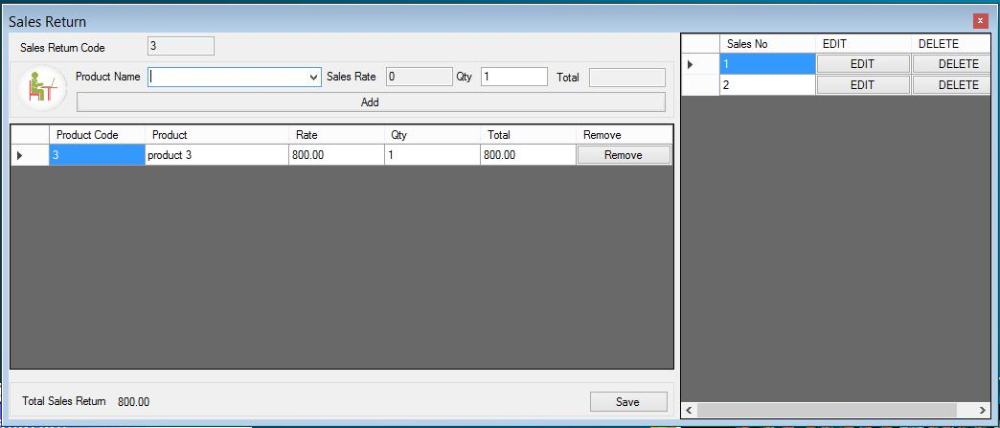 Sales Return
x
Sales Return Code 3
Product Name Sales Rate 0 Qty 1 Total
Add
Product Code Product Rate Qty Total Remove
3 product 3 800.00 1 800.00 Remove
Total Sales Return 800.00 Save
Sales No EDIT DELETE
1 EDIT DELETE
2 EDIT DELETE